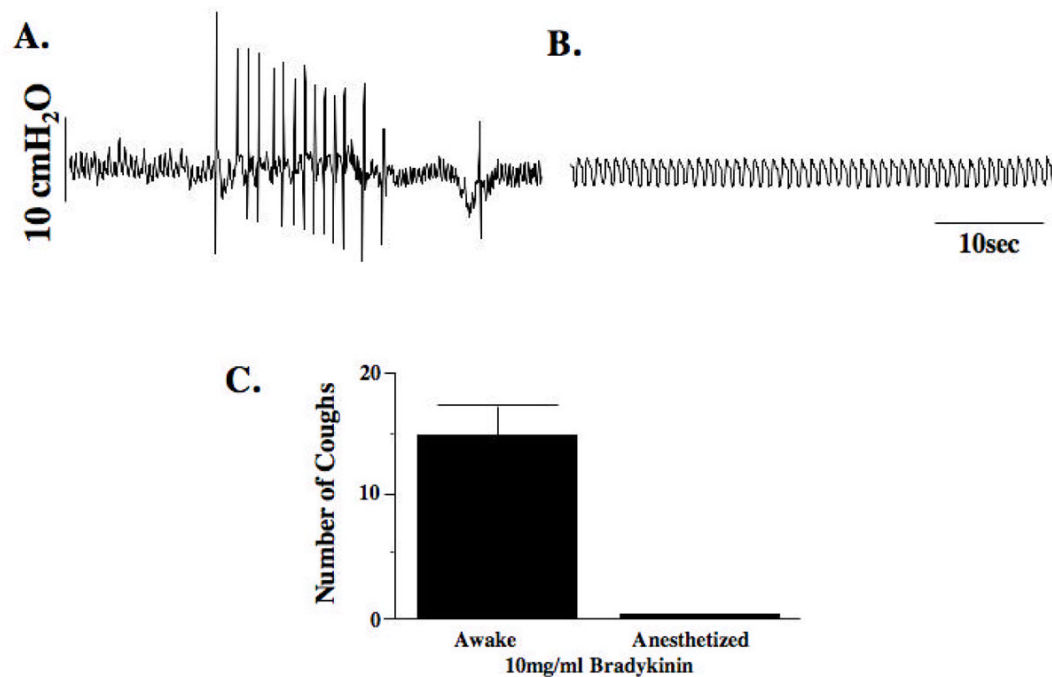 A.
B.
10 cmH₂O
10sec
C.
Number of Coughs
20
10
0
Awake Anesthetized
10mg/ml Bradykinin